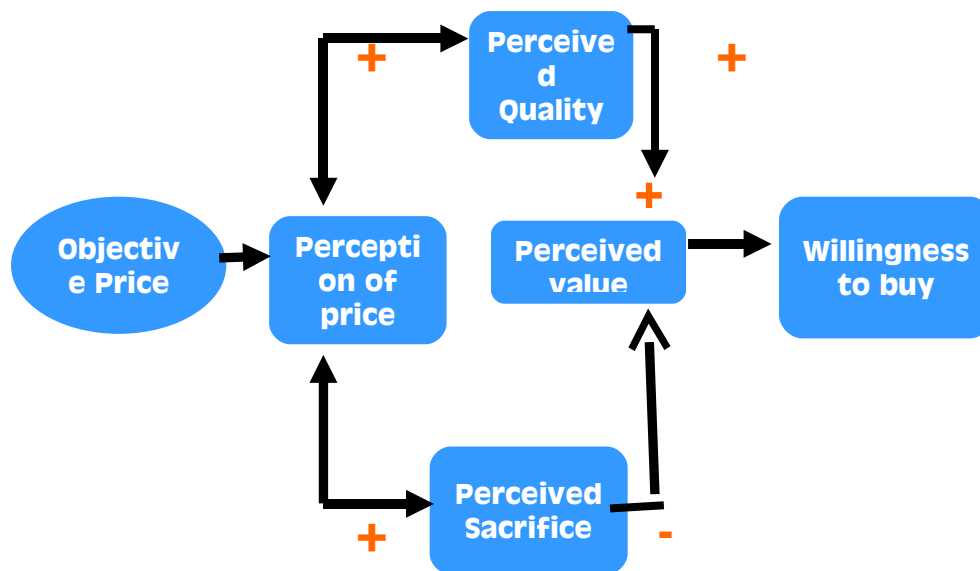 Perceive
d
Quality
+
+
+
Objectiv
e Price
Percepti
on of
price
Perceived
value
Willingness
to buy
Perceived
Sacrifice
+
-